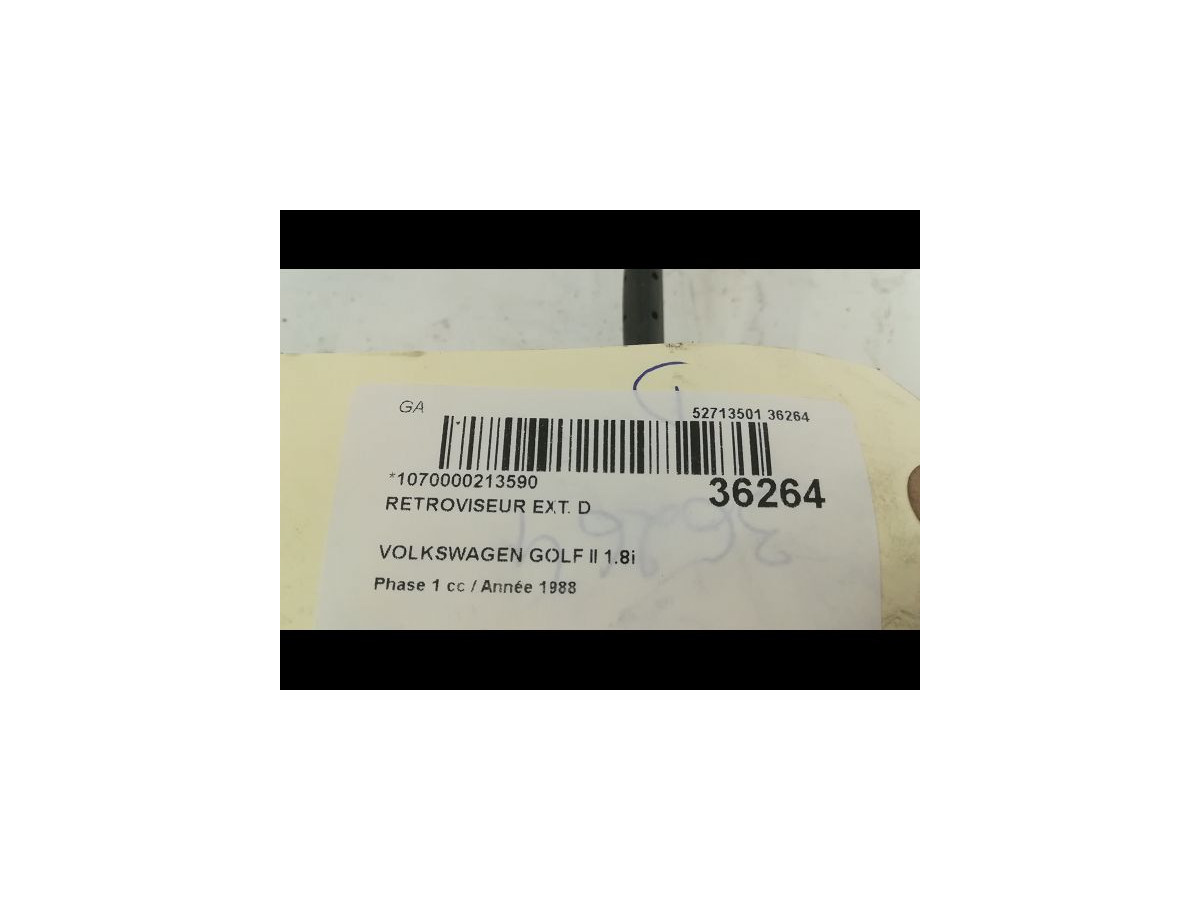 GA
52713501 36264
*1070000213590
36264
RETROVISEUR EXT. D
VOLKSWAGEN GOLF II 1.8i
Phase 1 cc / Année 1988